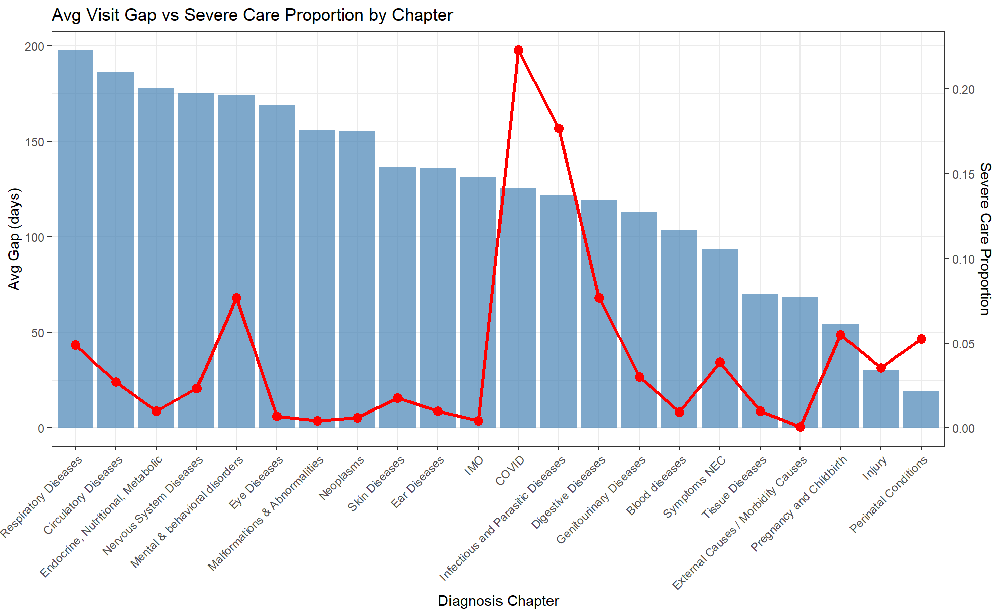 Avg Visit Gap vs Severe Care Proportion by Chapter
Avg Gap (days)
200
150
100
50
0
Severe Care Proportion
0.20
0.15
0.10
0.05
0.00
Respiratory Diseases
Circulatory Diseases
Endocrine, Nutritional, Metabolic
Nervous System Diseases
Mental & behavioral disorders
Eye Diseases
Malformations & Abnormalities
Neoplasms
Skin Diseases
Ear Diseases
IMO
COVID
Infectious and Parasitic Diseases
Digestive Diseases
Genitourinary Diseases
Blood diseases
Symptoms NEC
Tissue Diseases
External Causes / Morbidity Causes
Pregnancy and Childbirth
Injury
Perinatal Conditions
Diagnosis Chapter